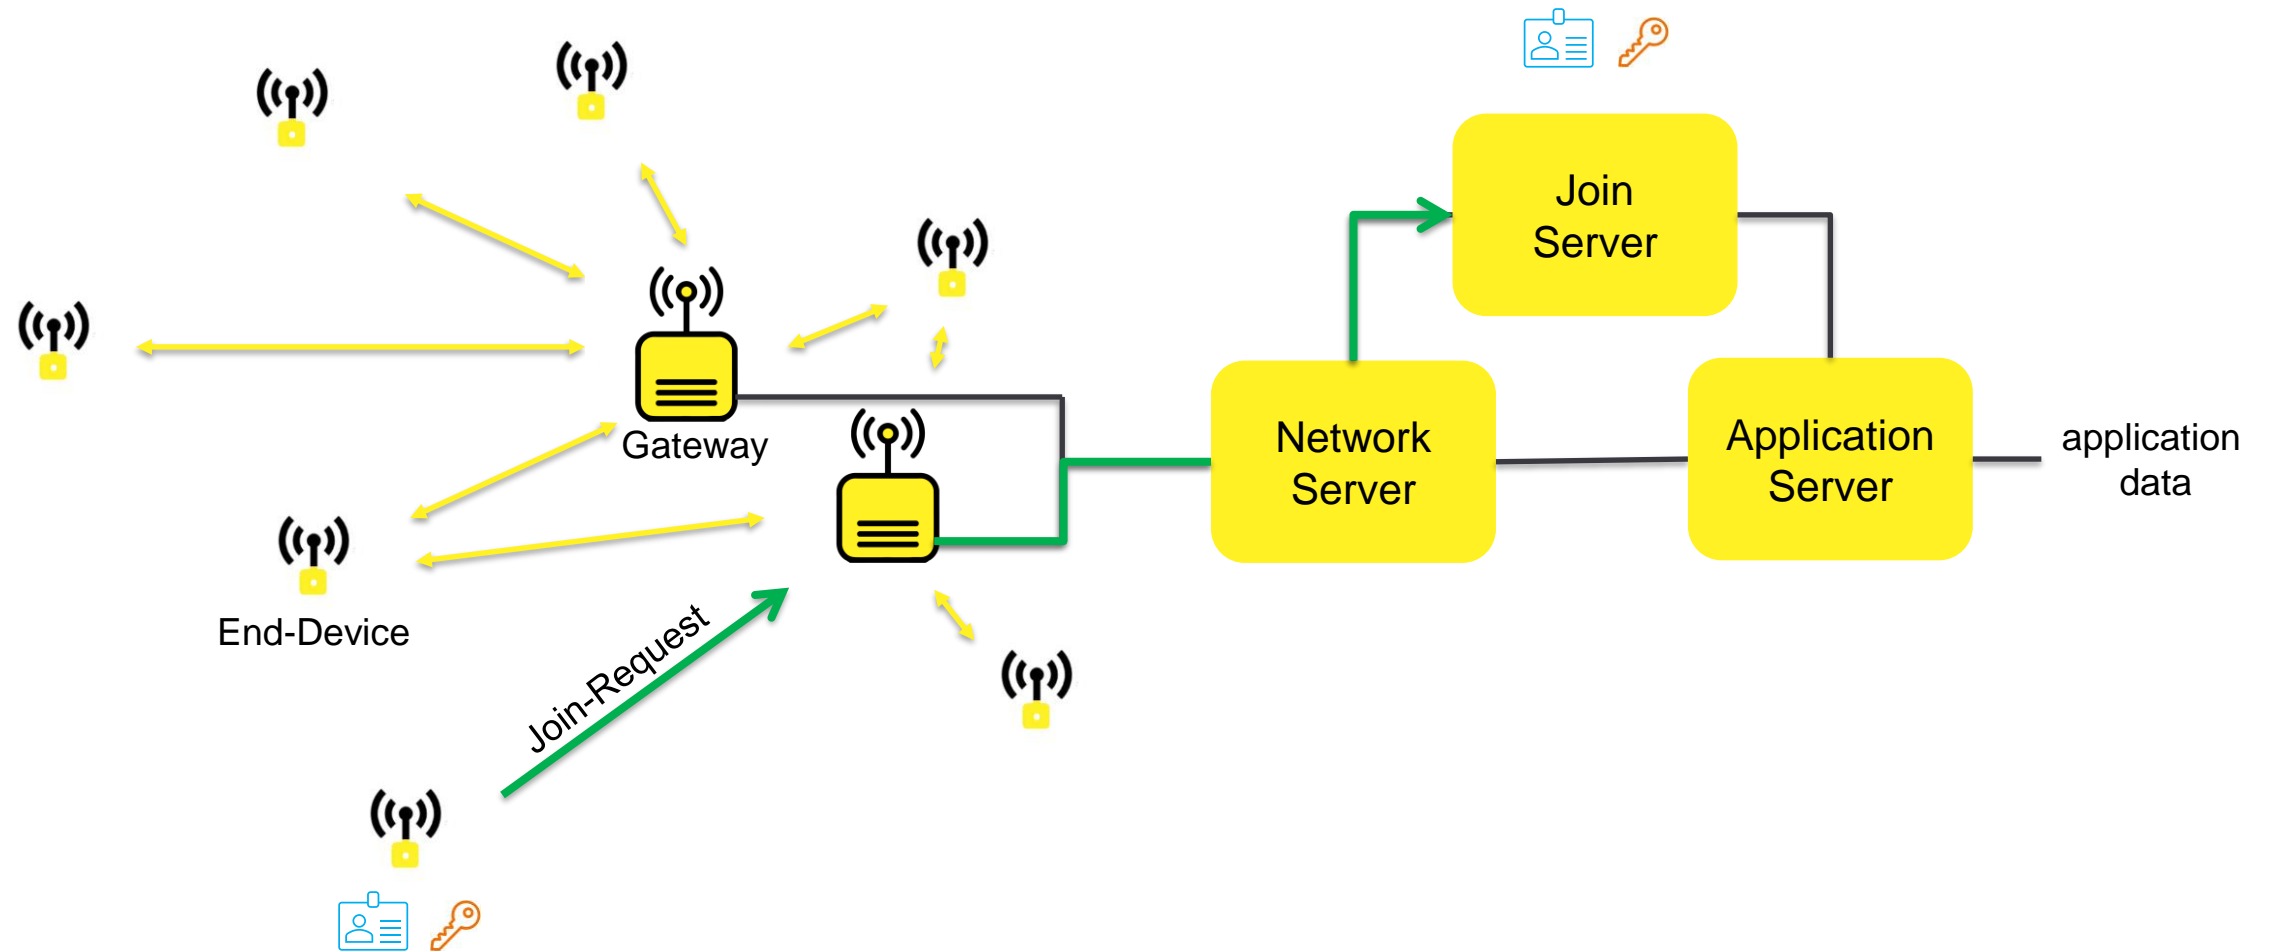 Join
Server
Gateway
Network
Server
Application
Server
application
data
End-Device
Join-Request